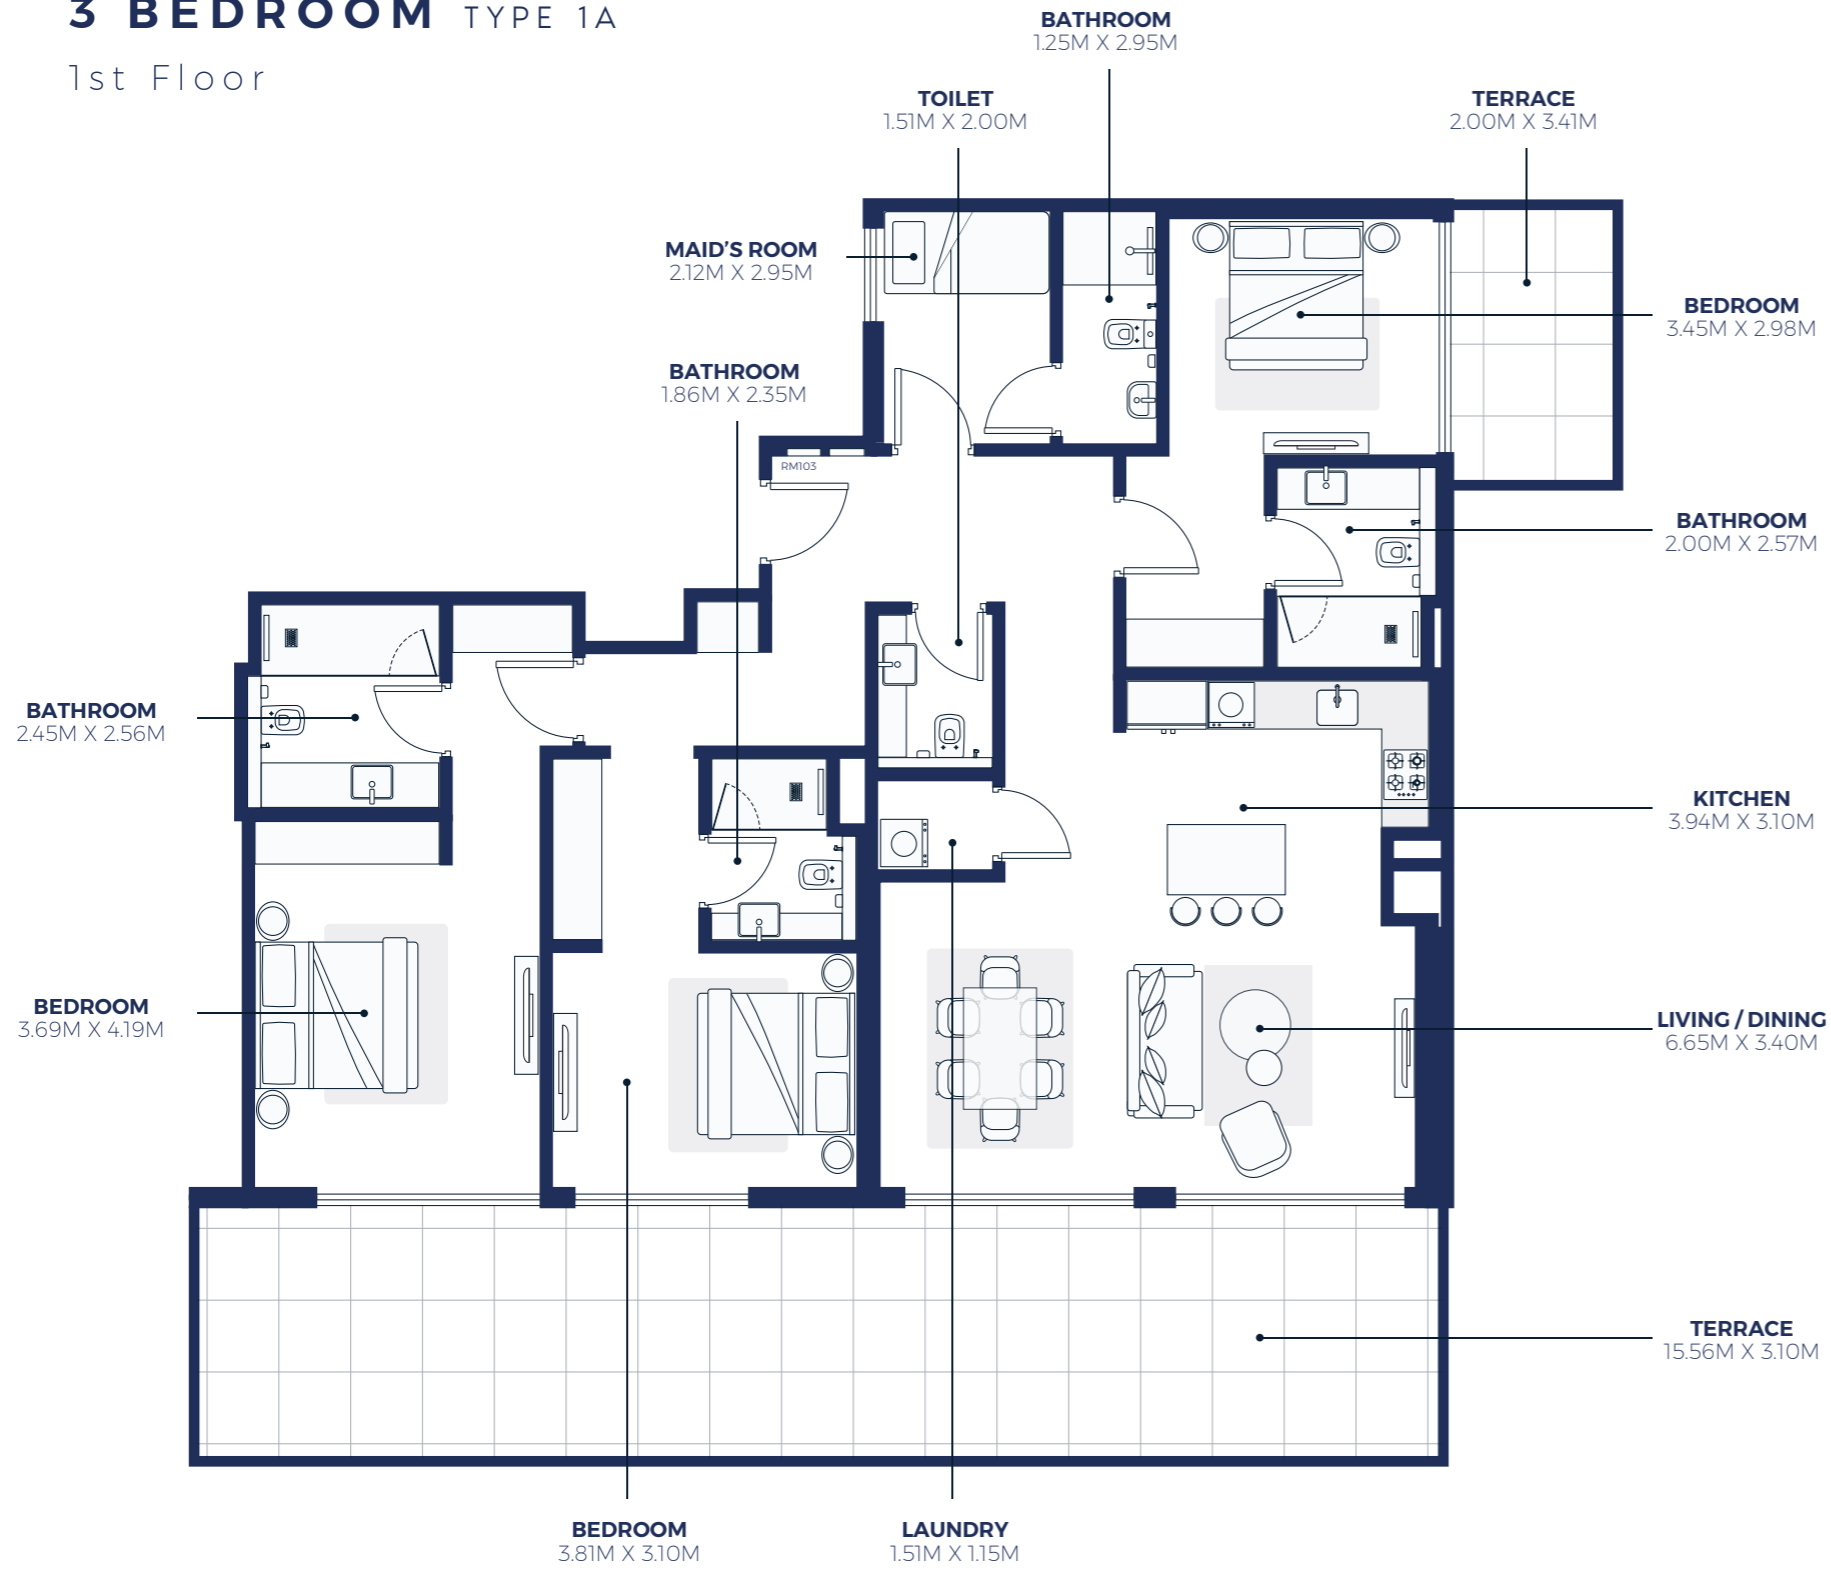 3 BEDROOM TYPE 1A
1st Floor
BATHROOM
1.25M X 2.95M
TOILET
1.51M X 2.00M
TERRACE
2.00M X 3.41M
MAID'S ROOM
2.12M X 2.95M
BEDROOM
3.45M X 2.98M
BATHROOM
1.86M X 2.35M
RM103
BATHROOM
2.00M X 2.57M
BATHROOM
2.45M X 2.56M
KITCHEN
3.94M X 3.10M
BEDROOM
3.69M X 4.19M
LIVING / DINING
6.65M X 3.40M
TERRACE
15.56M X 3.10M
BEDROOM
3.81M X 3.10M
LAUNDRY
1.51M X 1.15M